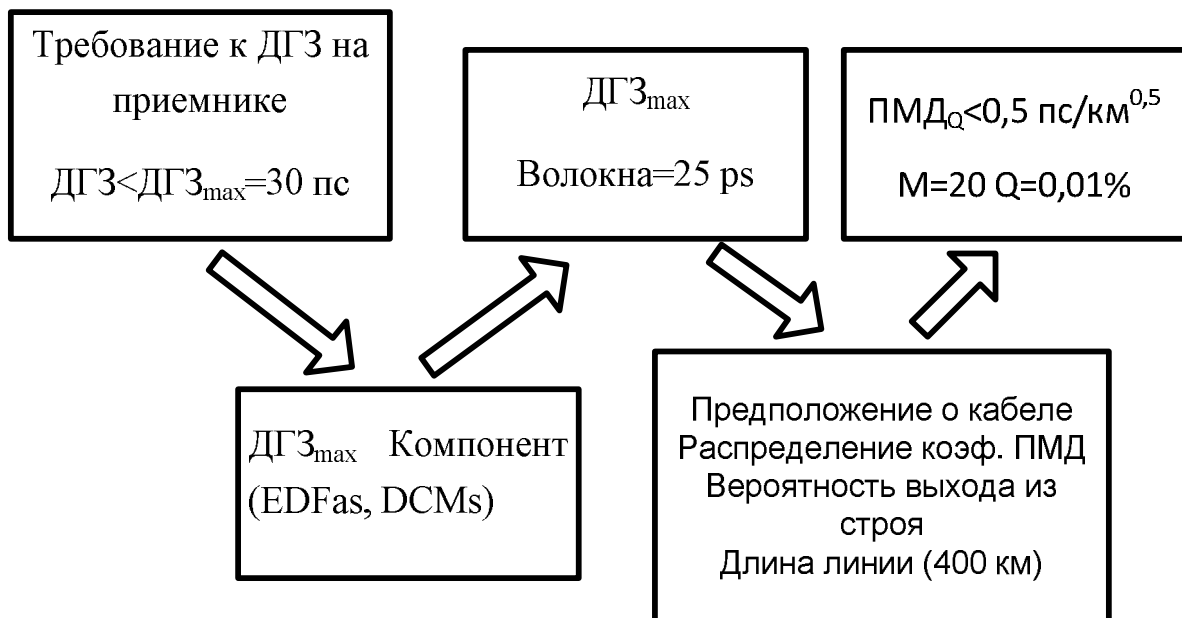 Требование к ДГЗ на
приемнике
ДГЗ<ДГЗmax=30 пс
ДГЗmax Компонент
(EDFas, DCMs)
ДГЗmax
Волокна=25 ps
Предположение о кабеле
Распределение коэф. ПМД
Вероятность выхода из
строя
Длина линии (400 км)
ПМДQ<0,5 пс/км0,5
M=20 Q=0,01%